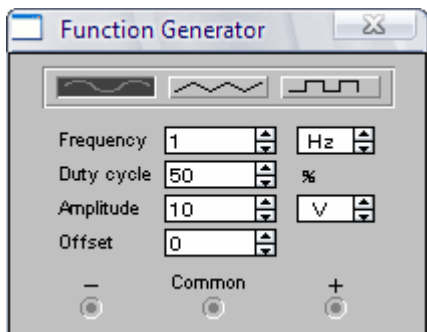 Function Generator
Frequency 1 Hz
Duty cycle 50 %
Amplitude 10 V
Offset 0
− Common +